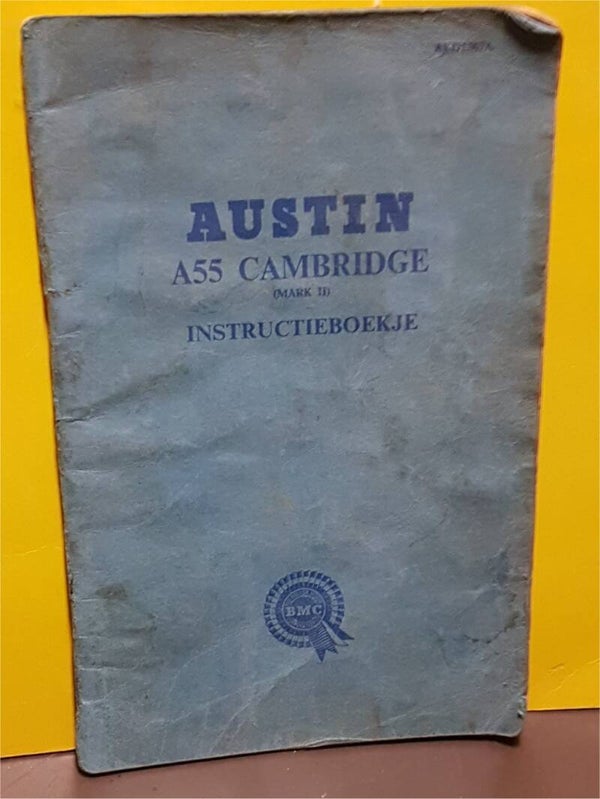 AUSTIN
A55 CAMBRIDGE
(MARK II)
INSTRUCTIEBOEKJE
BMC